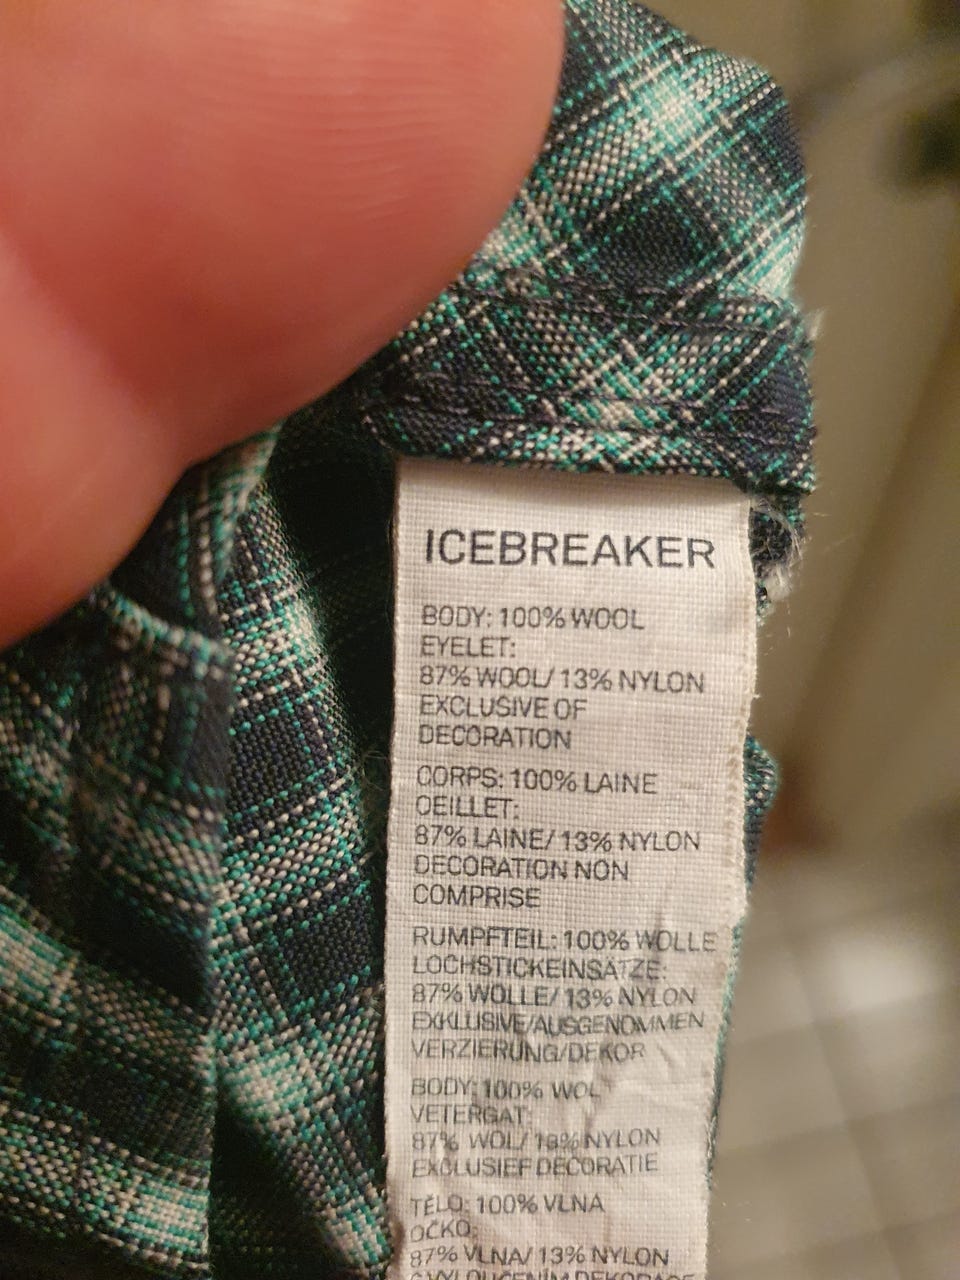 ICEBREAKER
BODY: 100% WOOL
EYELET:
87% WOOL/ 13% NYLON
EXCLUSIVE OF
DECORATION
CORPS: 100% LAINE
OEILLET:
87% LAINE/ 13% NYLON
DECORATION NON
COMPRISE
RUMPFTEIL: 100% WOLLE
LOCHSTICKEINSÄTZE:
87% WOLLE/ 13% NYLON
EXKLUSIVE/AUSGENOMMEN
VERZIERUNG/DEKOR
BODY: 100% WOL
VETERGAT:
87% WOL/ 13% NYLON
EXCLUSIEF DECORATIE
TĚLO: 100% VLNA
OČKO:
87% VLNA/ 13% NYLON